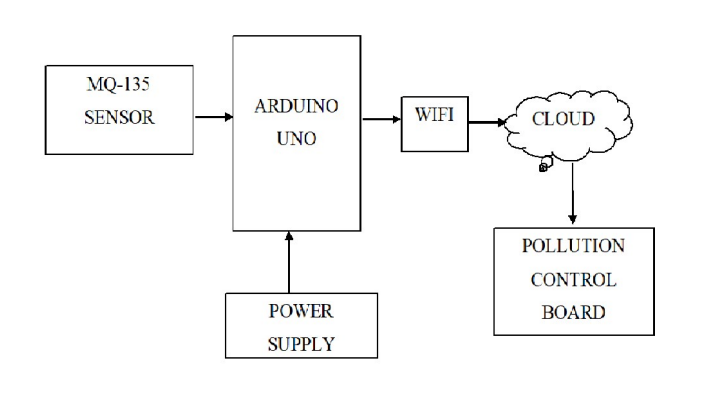 MQ-135
SENSOR
ARDUINO
UNO
WIFI
CLOUD
POWER
SUPPLY
POLLUTION
CONTROL
BOARD